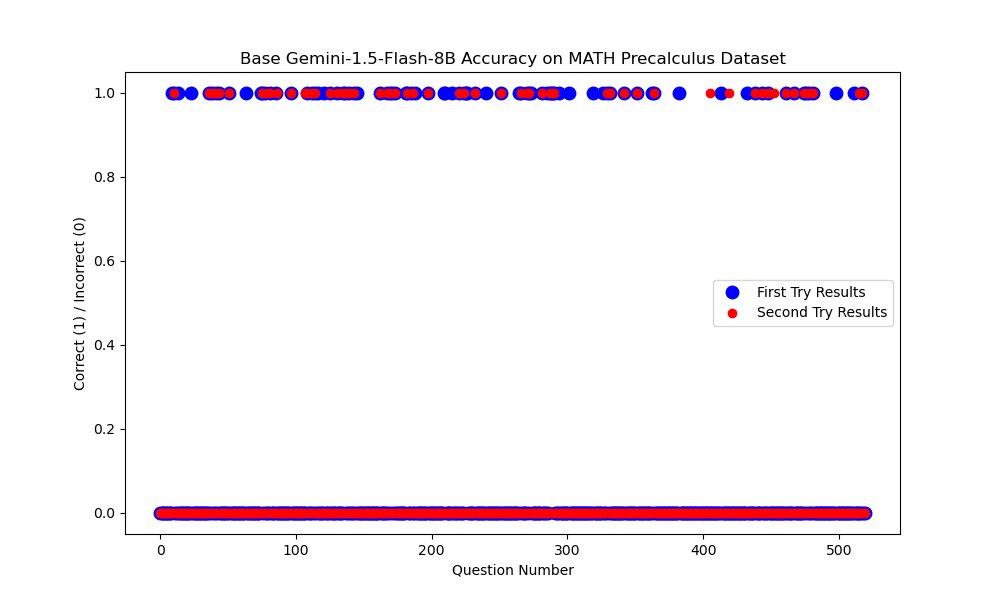 Base Gemini-1.5-Flash-8B Accuracy on MATH Precalculus Dataset
Correct (1) / Incorrect (0)
1.0
0.8
0.6
0.4
0.2
0.0
First Try Results
Second Try Results
0 100 200 300 400 500
Question Number